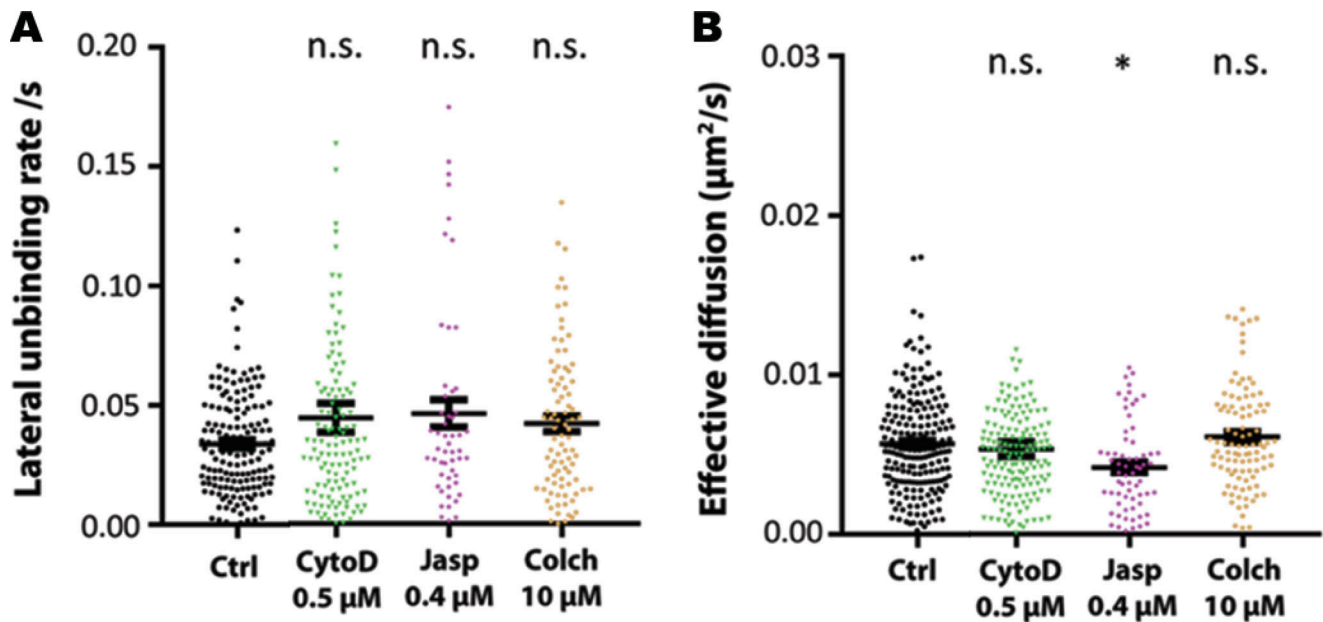 A
Lateral unbinding rate /s
0.20
0.15
0.10
0.05
0.00
n.s.
n.s.
n.s.
Ctrl
CytoD
0.5 µM
Jasp
0.4 µM
Colch
10 µM
B
Effective diffusion (µm²/s)
0.03
0.02
0.01
0.00
n.s.
*
n.s.
Ctrl
CytoD
0.5 µM
Jasp
0.4 µM
Colch
10 µM